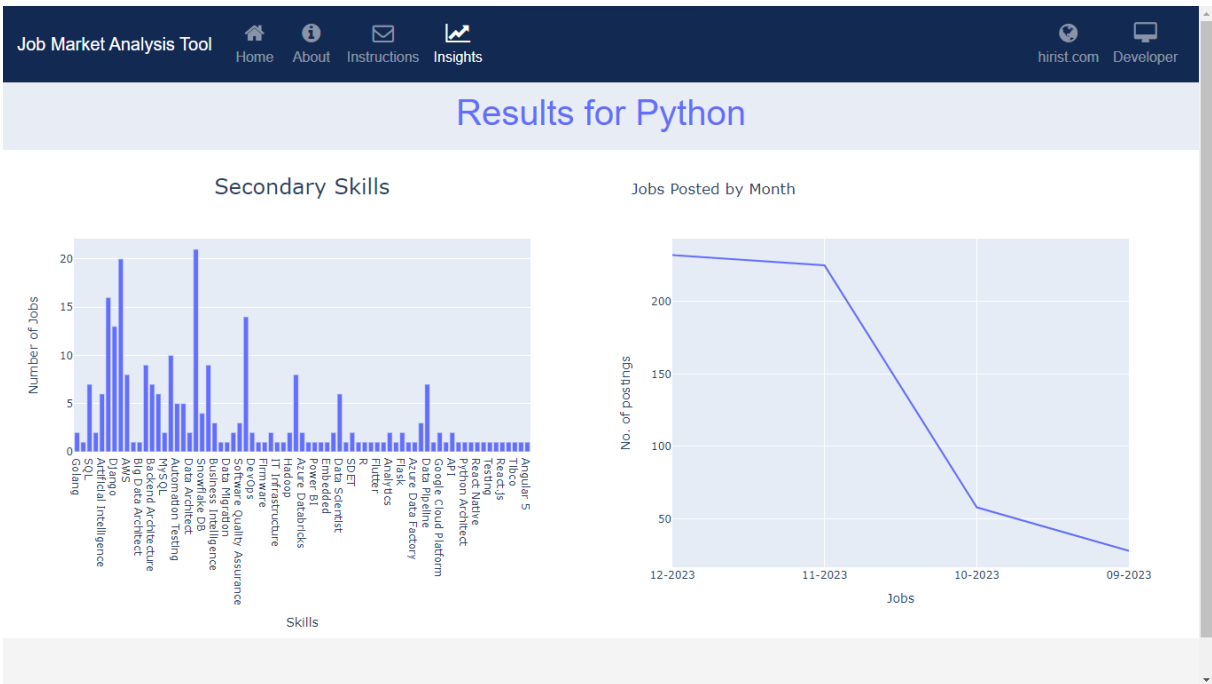 Job Market Analysis Tool
Home
About
Instructions
Insights
hirist.com
Developer
Results for Python
Secondary Skills
Number of Jobs
20
15
10
5
0
Golang
SQL
Artificial Intelligence
Django
AWS
Big Data Architect
Backend Architecture
MySQL
Automation Testing
Data Architect
Snowflake DB
Business Intelligence
Data Migration
Software Quality Assurance
DevOps
Firmware
IT Infrastructure
Hadoop
Azure Databricks
Power BI
Embedded
Data Scientist
SDET
R
Flutter
Analytics
Flask
Azure Data Factory
Data Pipeline
Google Cloud Platform
API
Python Architect
React Native
Testing
React.js
Tibco
Angular 5
Skills
Jobs Posted by Month
No. of postings
200
150
100
50
12-2023
11-2023
10-2023
09-2023
Jobs